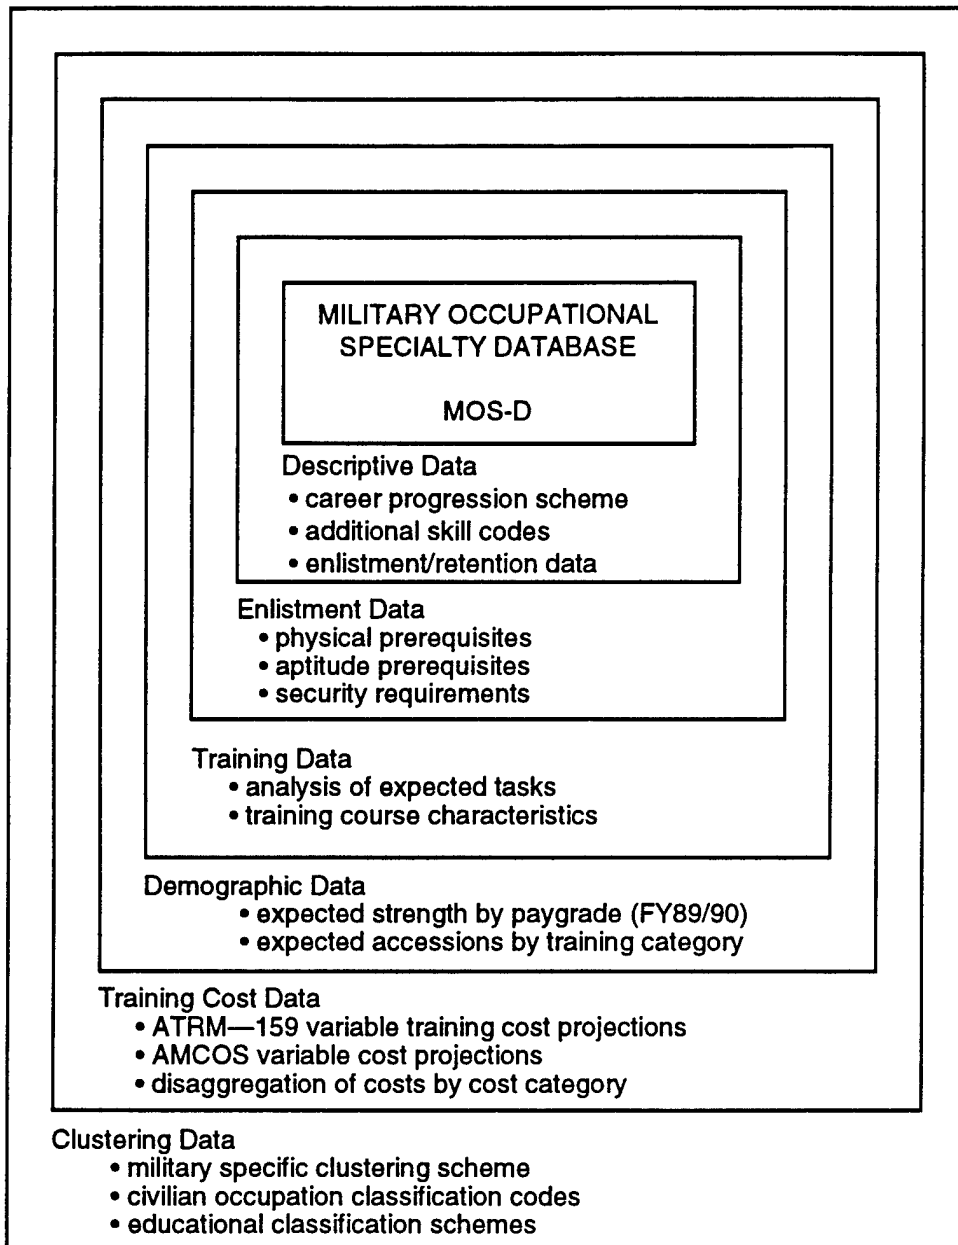 MILITARY OCCUPATIONAL
SPECIALTY DATABASE
MOS-D
Descriptive Data
• career progression scheme
• additional skill codes
• enlistment/retention data
Enlistment Data
• physical prerequisites
• aptitude prerequisites
• security requirements
Training Data
• analysis of expected tasks
• training course characteristics
Demographic Data
• expected strength by paygrade (FY89/90)
• expected accessions by training category
Training Cost Data
• ATRM—159 variable training cost projections
• AMCOS variable cost projections
• disaggregation of costs by cost category
Clustering Data
• military specific clustering scheme
• civilian occupation classification codes
• educational classification schemes